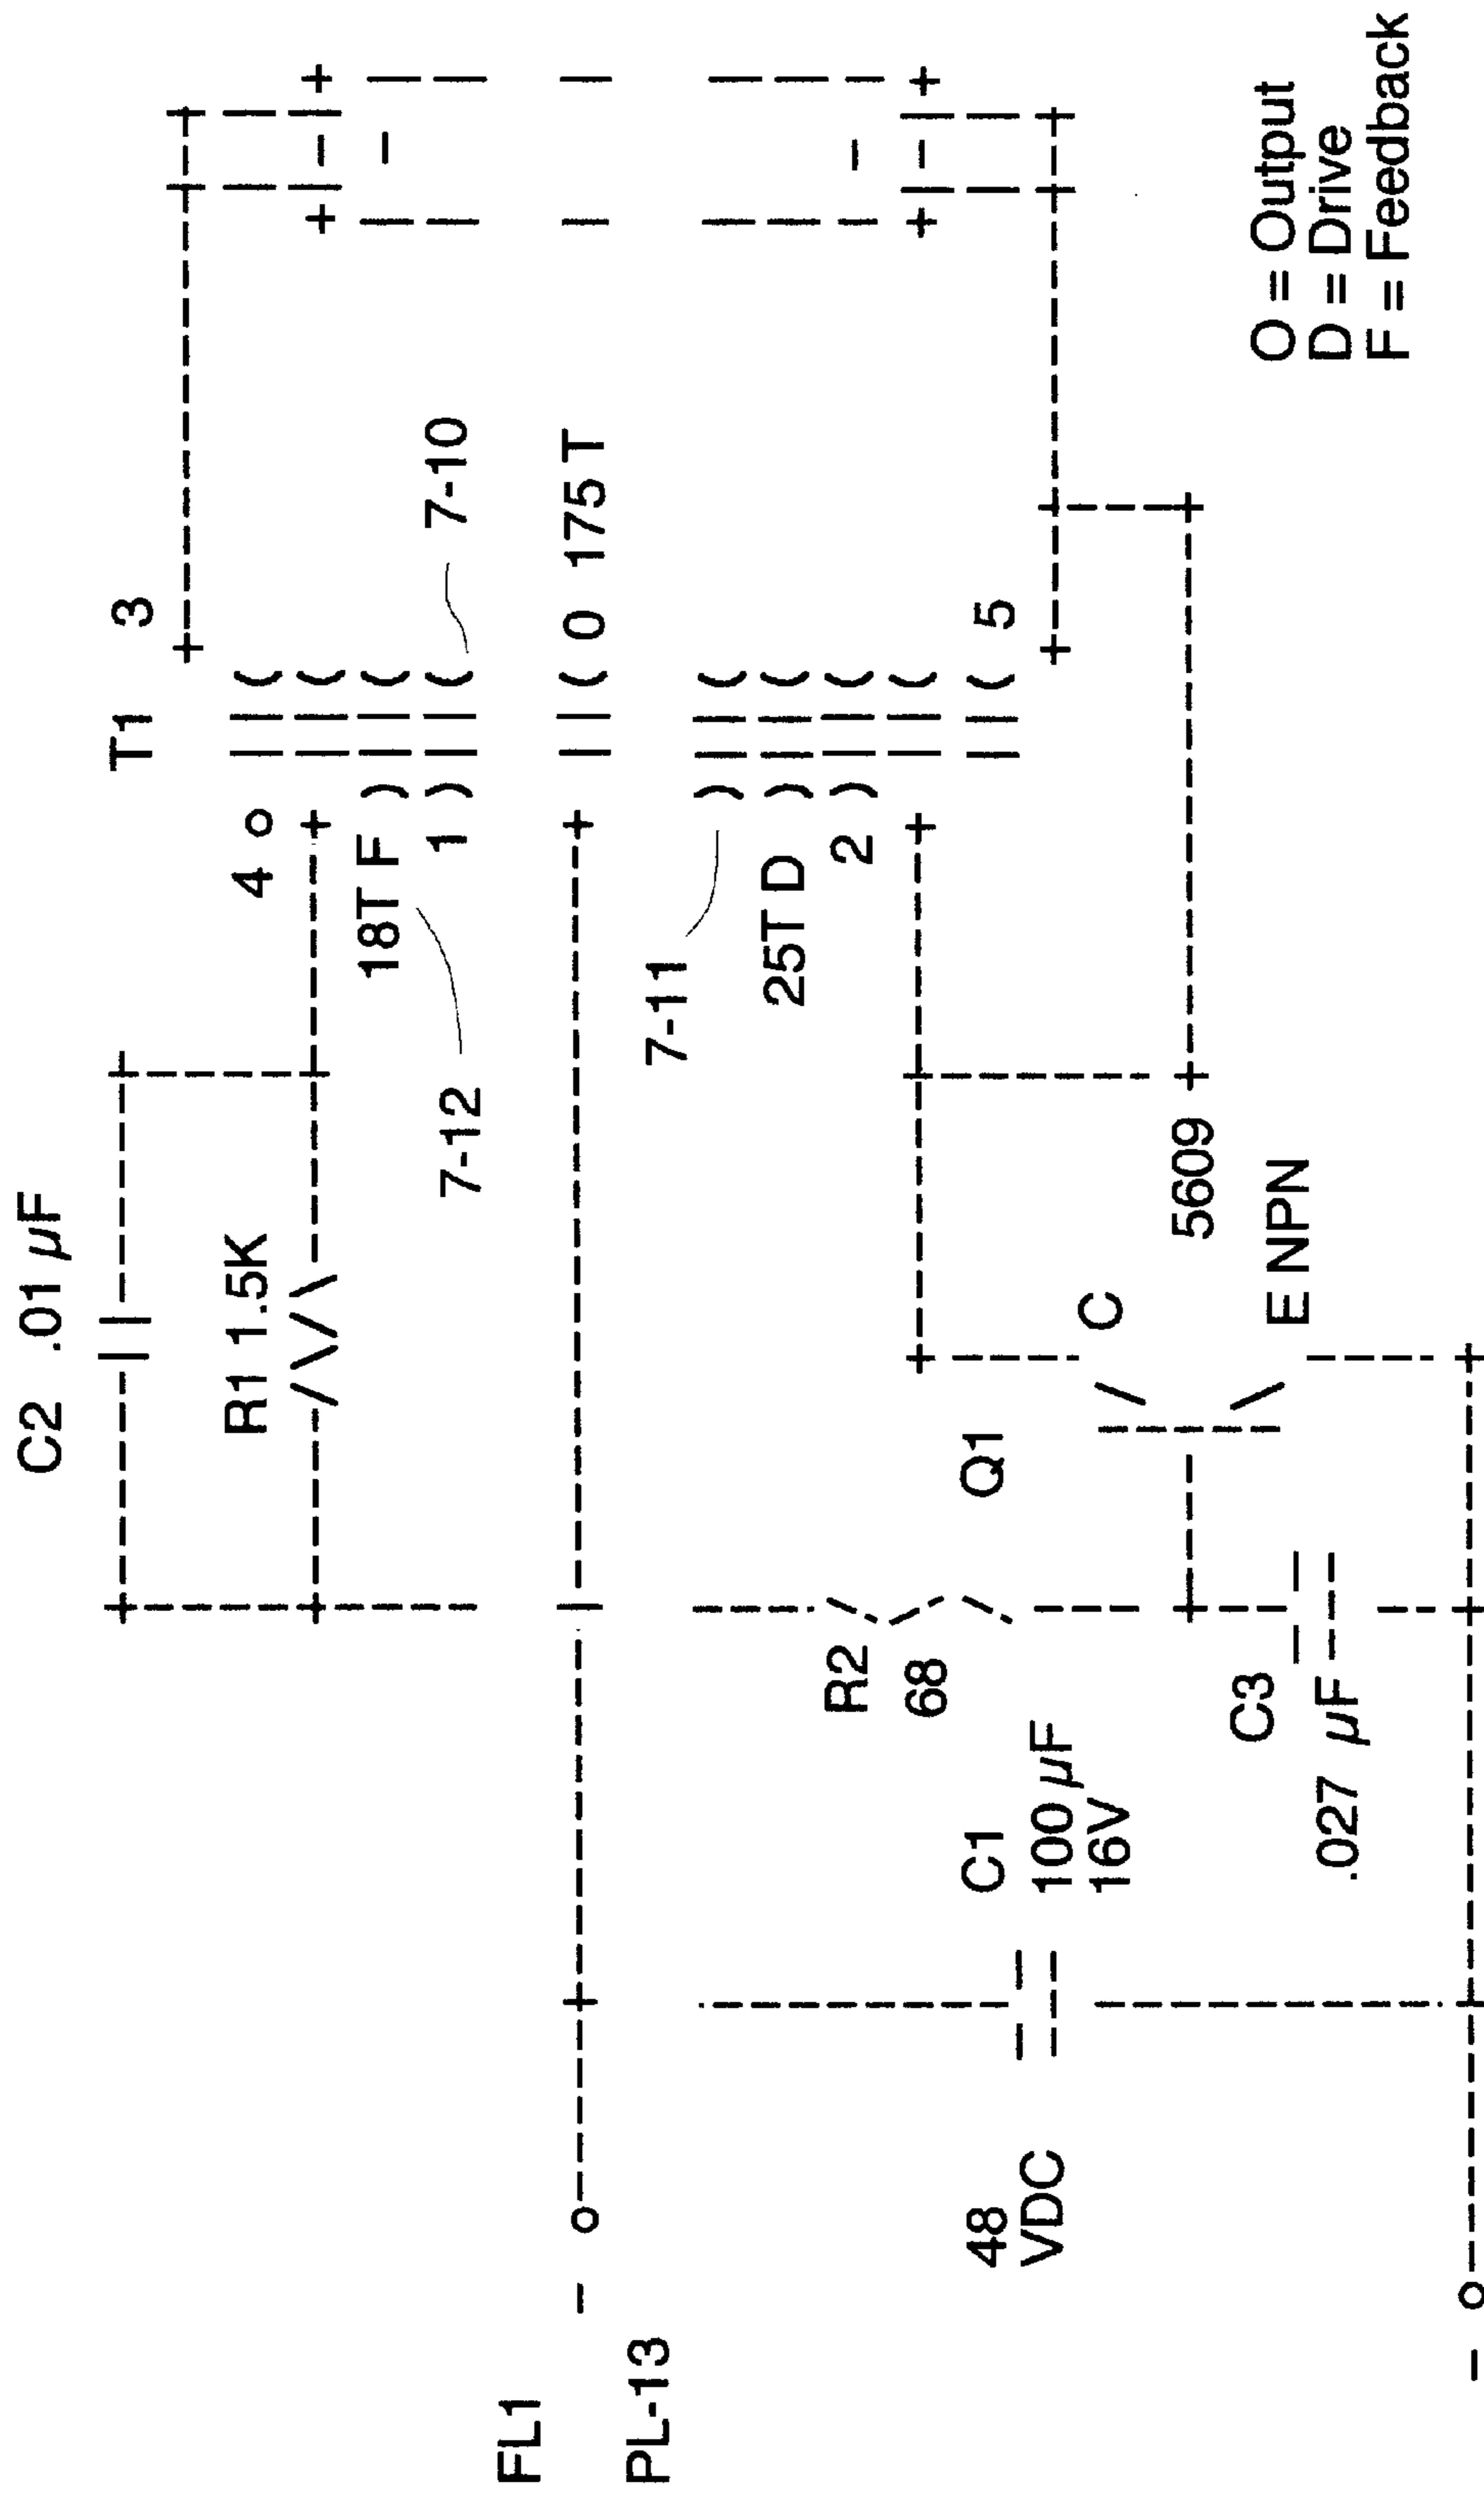 C2 .01 µF
T1 3
R1 1.5K
4
18T F
7-12
1
7-10
FL1
O 175 T
PL-13
7-11
25T D
2
R2
68
48
VDC
C1
100 µF
16V
Q1
5
C
5609
C3
.027 µF
E NPN
O = Output
D = Drive
F = Feedback